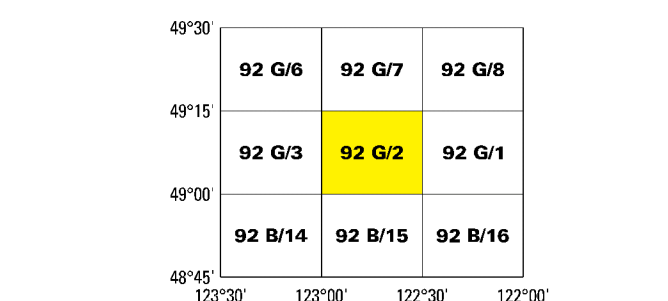 49°30'
92 G/6 92 G/7 92 G/8
49°15'
92 G/3 92 G/2 92 G/1
49°00'
92 B/14 92 B/15 92 B/16
48°45'
123°30' 123°00' 122°30' 122°00'